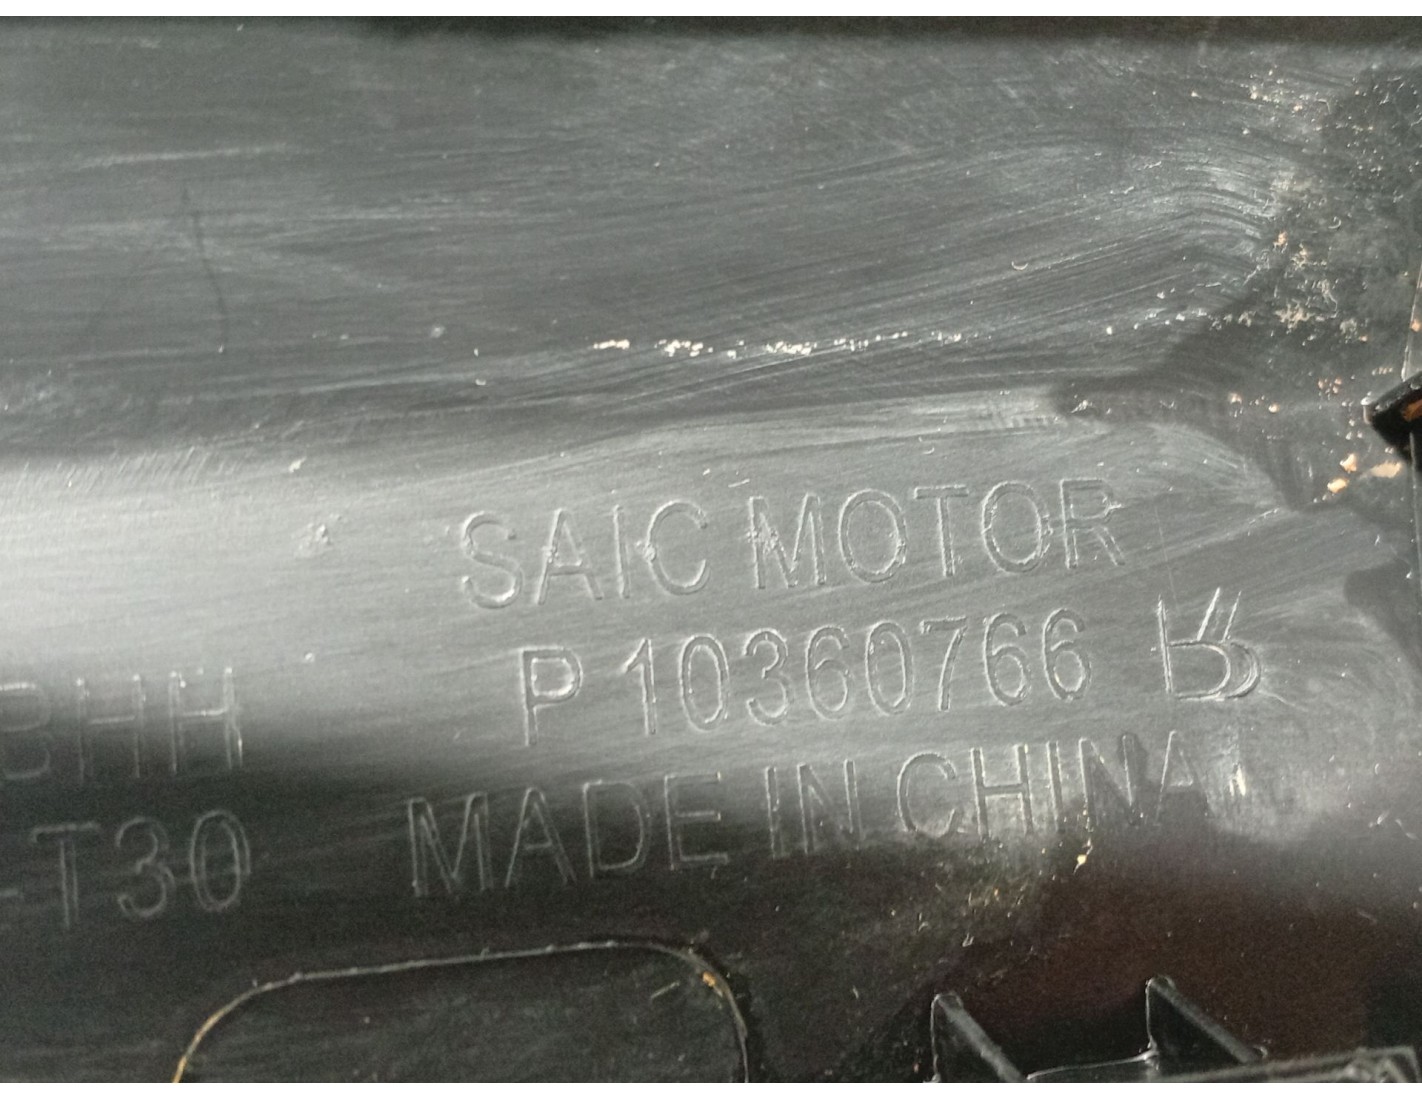 SAIC MOTOR
P 10360766
BHH
MADE IN CHINA
-T30